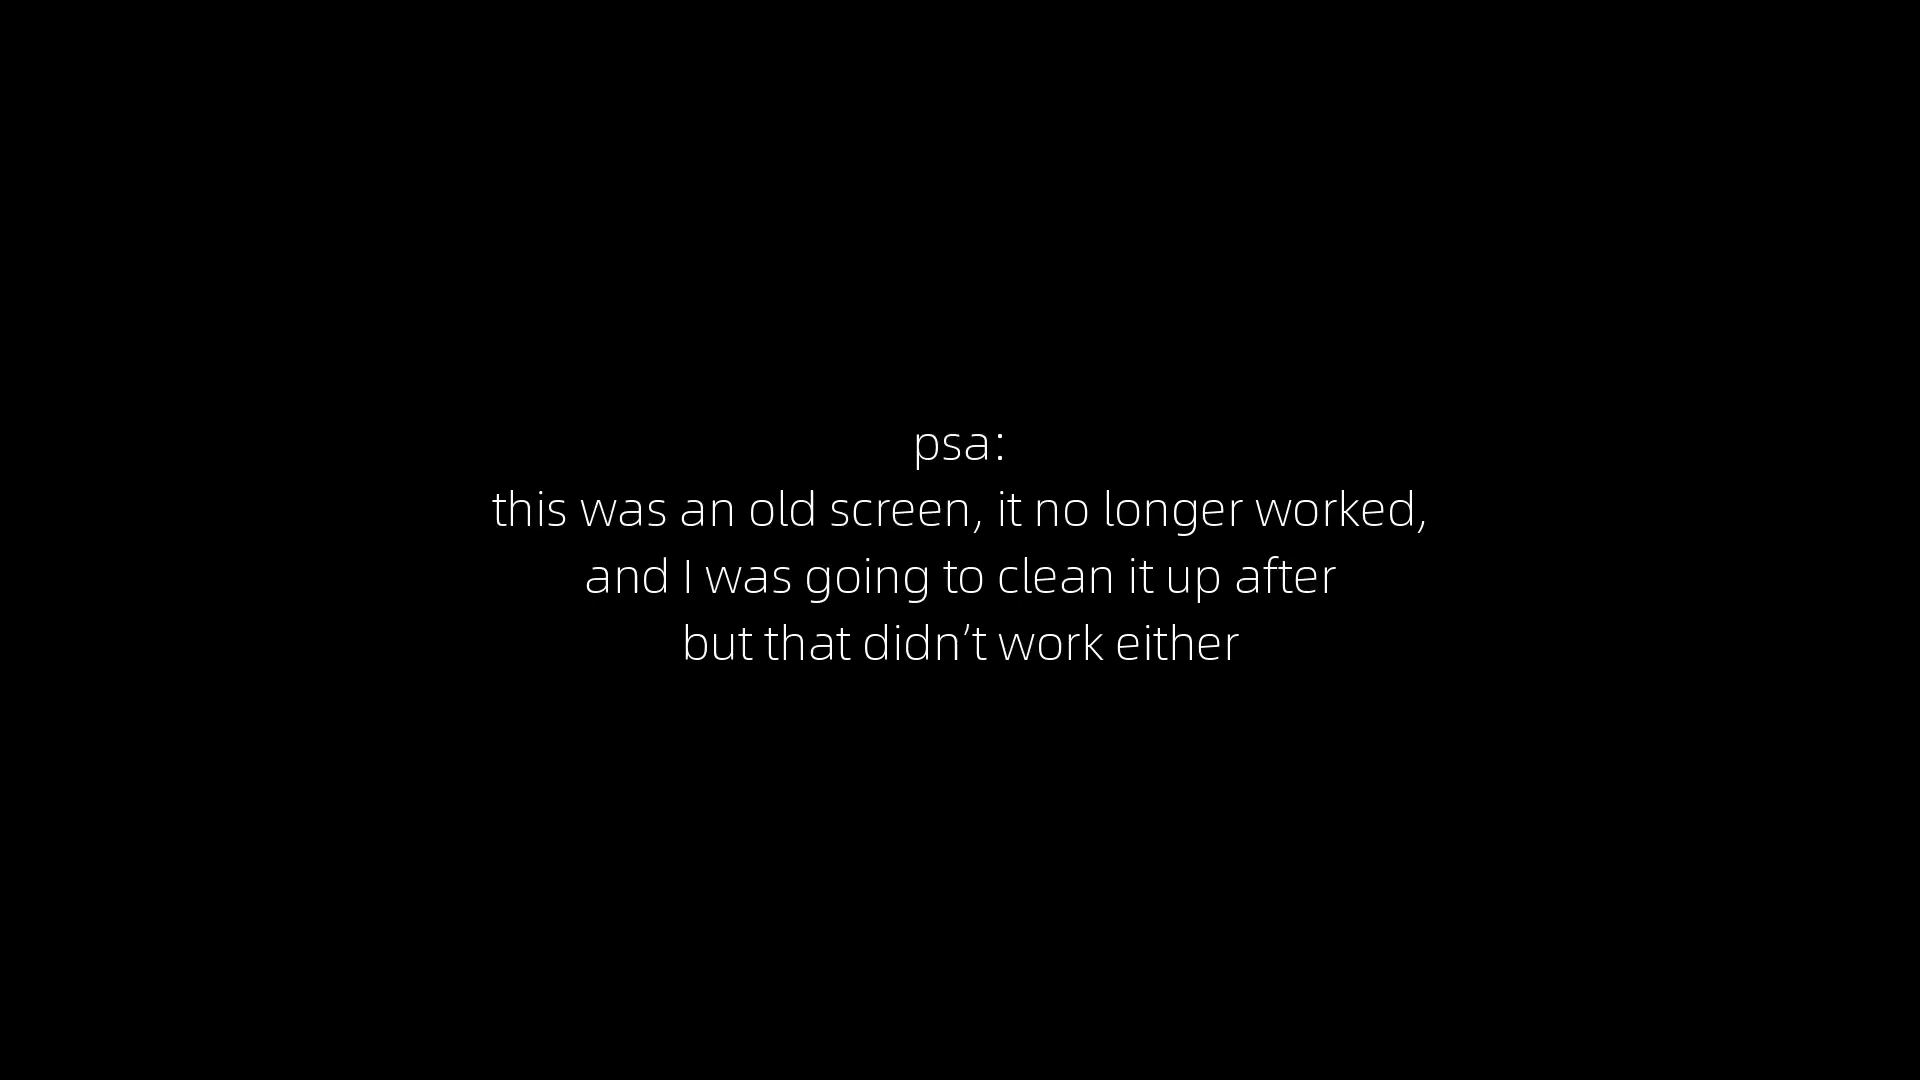 psa:
this was an old screen, it no longer worked,
and I was going to clean it up after
but that didn’t work either